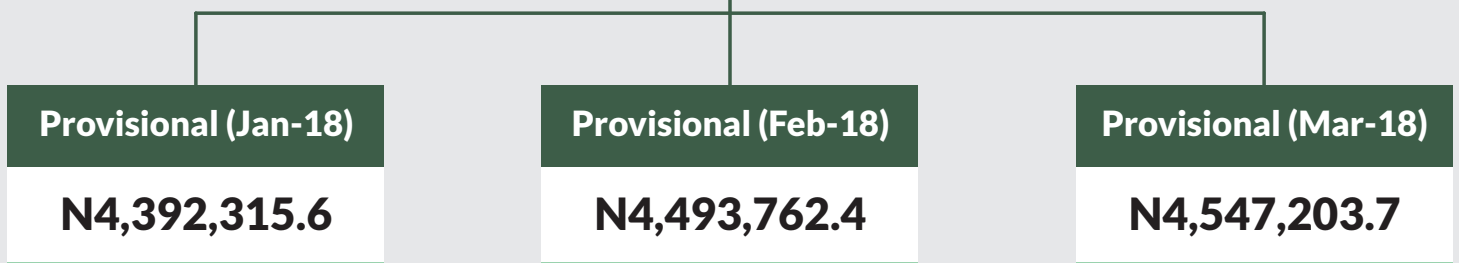 Provisional (Jan-18)
N4,392,315.6
Provisional (Feb-18)
N4,493,762.4
Provisional (Mar-18)
N4,547,203.7